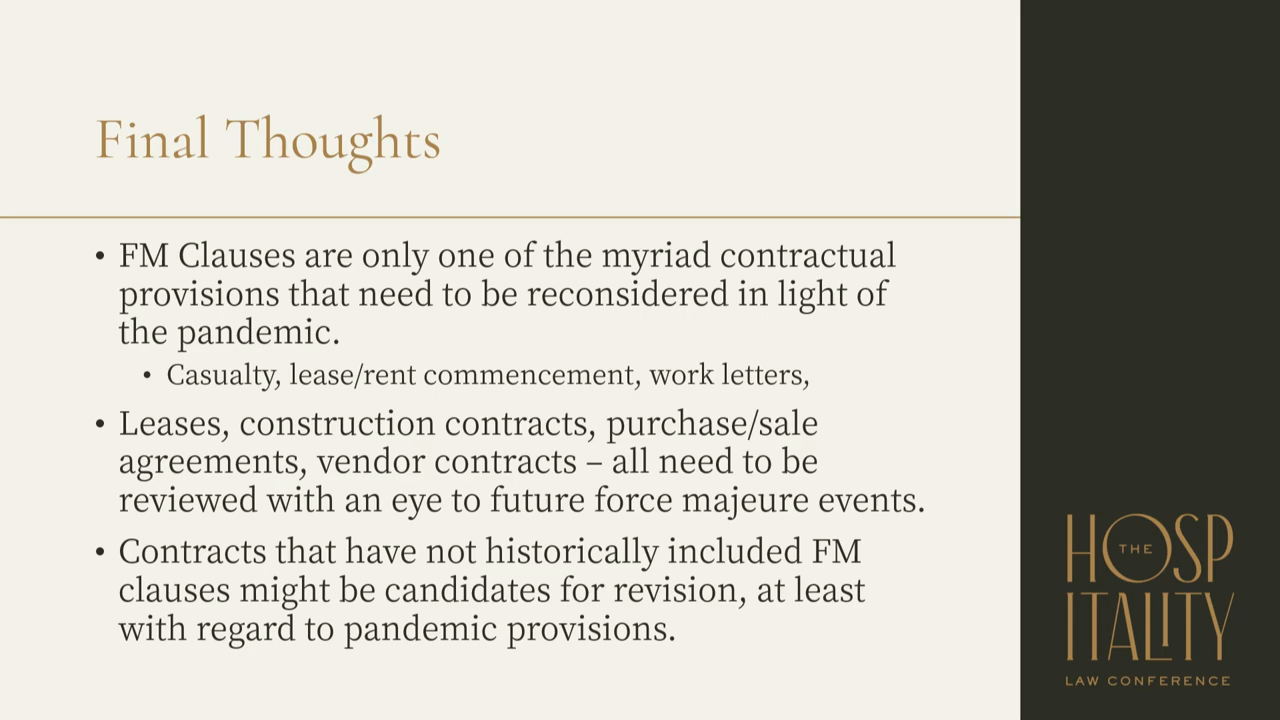 Final Thoughts
• FM Clauses are only one of the myriad contractual
provisions that need to be reconsidered in light of
the pandemic.
• Casualty, lease/rent commencement, work letters,
• Leases, construction contracts, purchase/sale
agreements, vendor contracts – all need to be
reviewed with an eye to future force majeure events.
• Contracts that have not historically included FM
clauses might be candidates for revision, at least
with regard to pandemic provisions.
THE
HOSP
ITALITY
LAW CONFERENCE